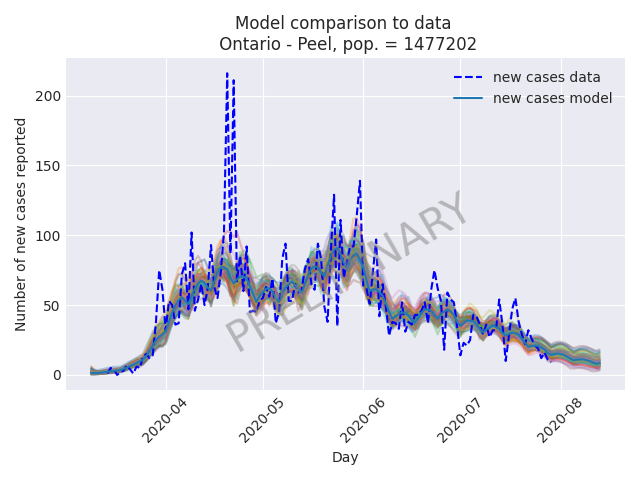 Model comparison to data
Ontario - Peel, pop. = 1477202
new cases data
new cases model
200
150
100
50
0
Number of new cases reported
PRELIMINARY
2020-04
2020-05
2020-06
2020-07
2020-08
Day